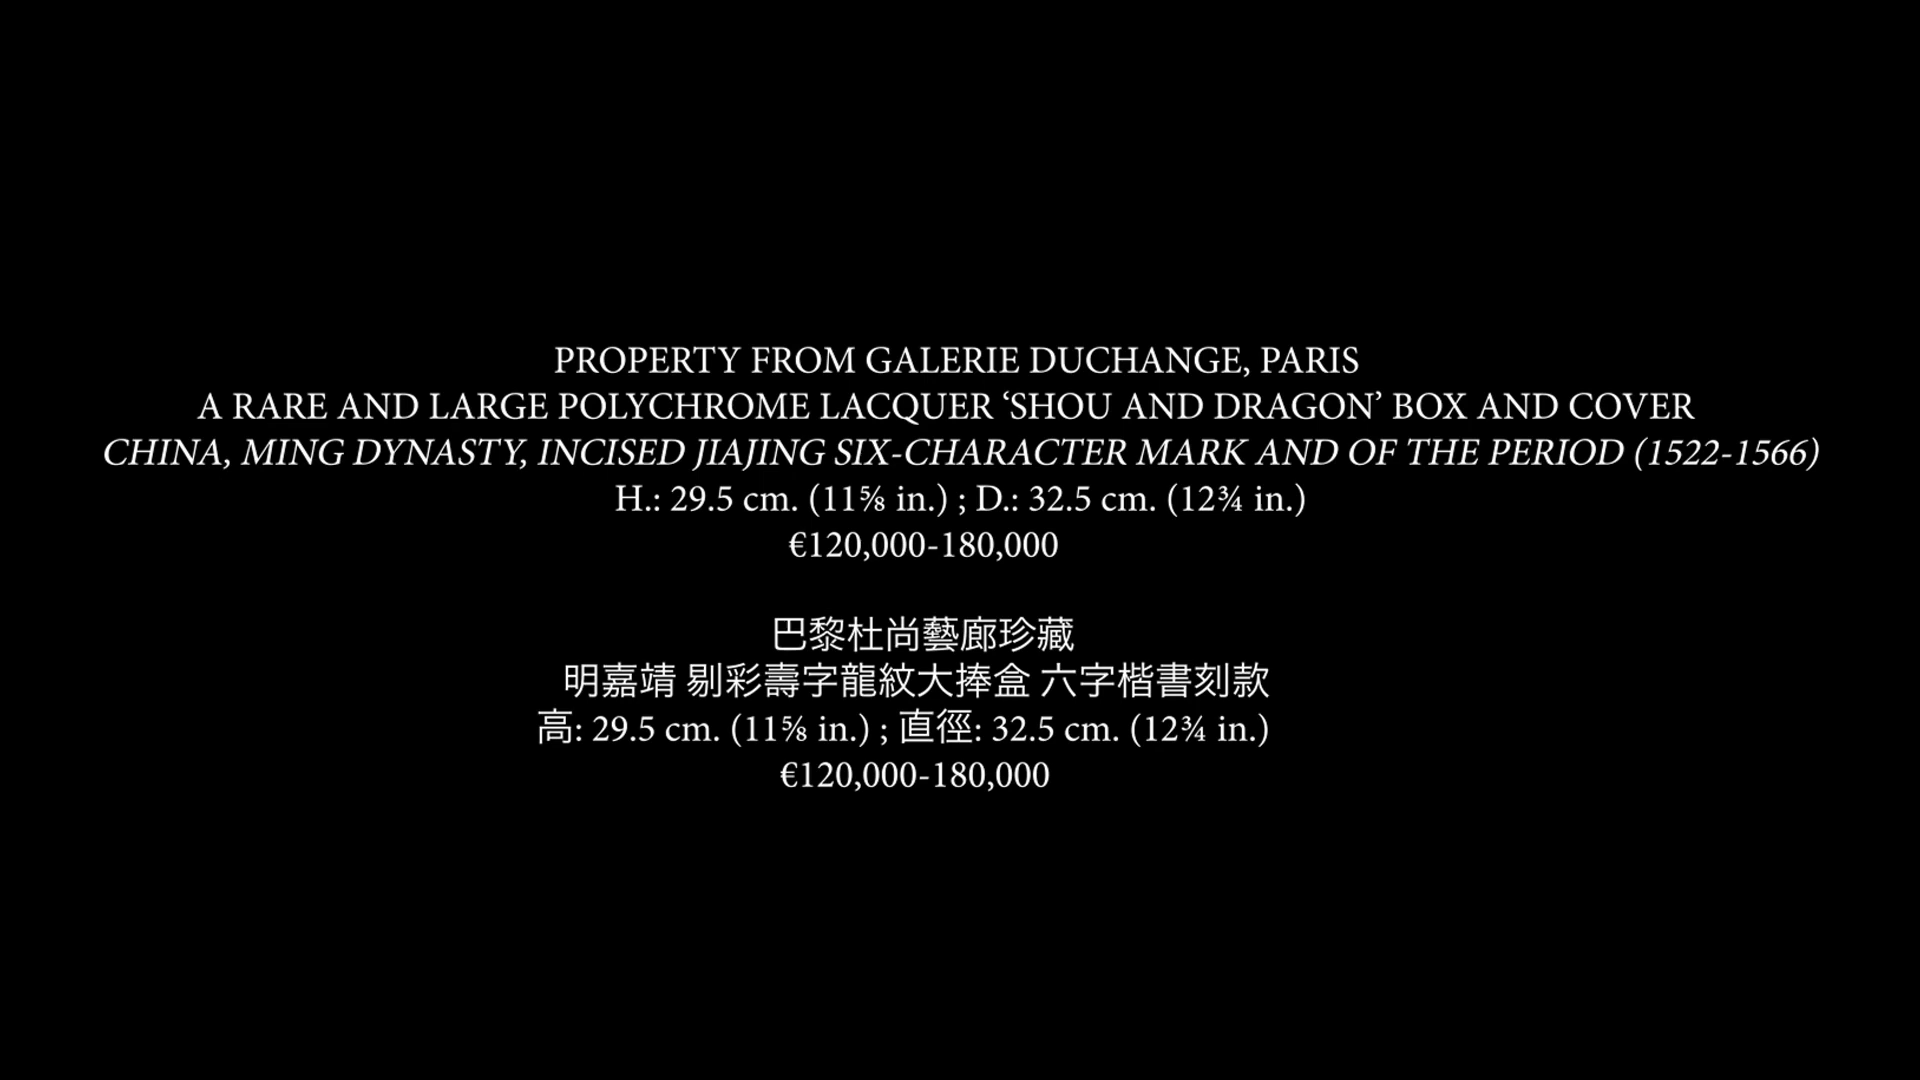 PROPERTY FROM GALERIE DUCHANGE, PARIS
A RARE AND LARGE POLYCHROME LACQUER ‘SHOU AND DRAGON’ BOX AND COVER
CHINA, MING DYNASTY, INCISED JIAJING SIX-CHARACTER MARK AND OF THE PERIOD (1522-1566)
H.: 29.5 cm. (11⅝ in.) ; D.: 32.5 cm. (12¾ in.)
€120,000-180,000
巴黎杜尚藝廊珍藏
明嘉靖 剔彩壽字龍紋大捧盒 六字楷書刻款
高: 29.5 cm. (11⅝ in.) ; 直徑: 32.5 cm. (12¾ in.)
€120,000-180,000